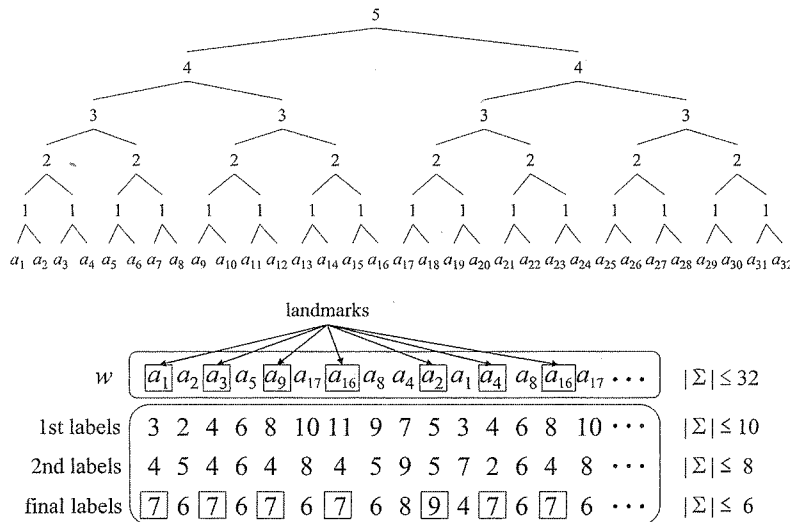 5
4 4
3 3 3 3
2 2 2 2 2 2 2 2
1 1 1 1 1 1 1 1 1 1 1 1 1 1 1 1
a₁ a₂ a₃ a₄ a₅ a₆ a₇ a₈ a₉ a₁₀ a₁₁ a₁₂ a₁₃ a₁₄ a₁₅ a₁₆ a₁₇ a₁₈ a₁₉ a₂₀ a₂₁ a₂₂ a₂₃ a₂₄ a₂₅ a₂₆ a₂₇ a₂₈ a₂₉ a₃₀ a₃₁ a₃₂
landmarks
w a₁ a₂ a₃ a₅ a₉ a₁₇ a₁₆ a₈ a₄ a₂ a₁ a₄ a₈ a₁₆ a₁₇ ··· |Σ| ≤ 32
1st labels 3 2 4 6 8 10 11 9 7 5 3 4 6 8 10 ··· |Σ| ≤ 10
2nd labels 4 5 4 6 4 8 4 5 9 5 7 2 6 4 8 ··· |Σ| ≤ 8
final labels 7 6 7 6 7 6 7 6 8 9 4 7 6 7 6 ··· |Σ| ≤ 6